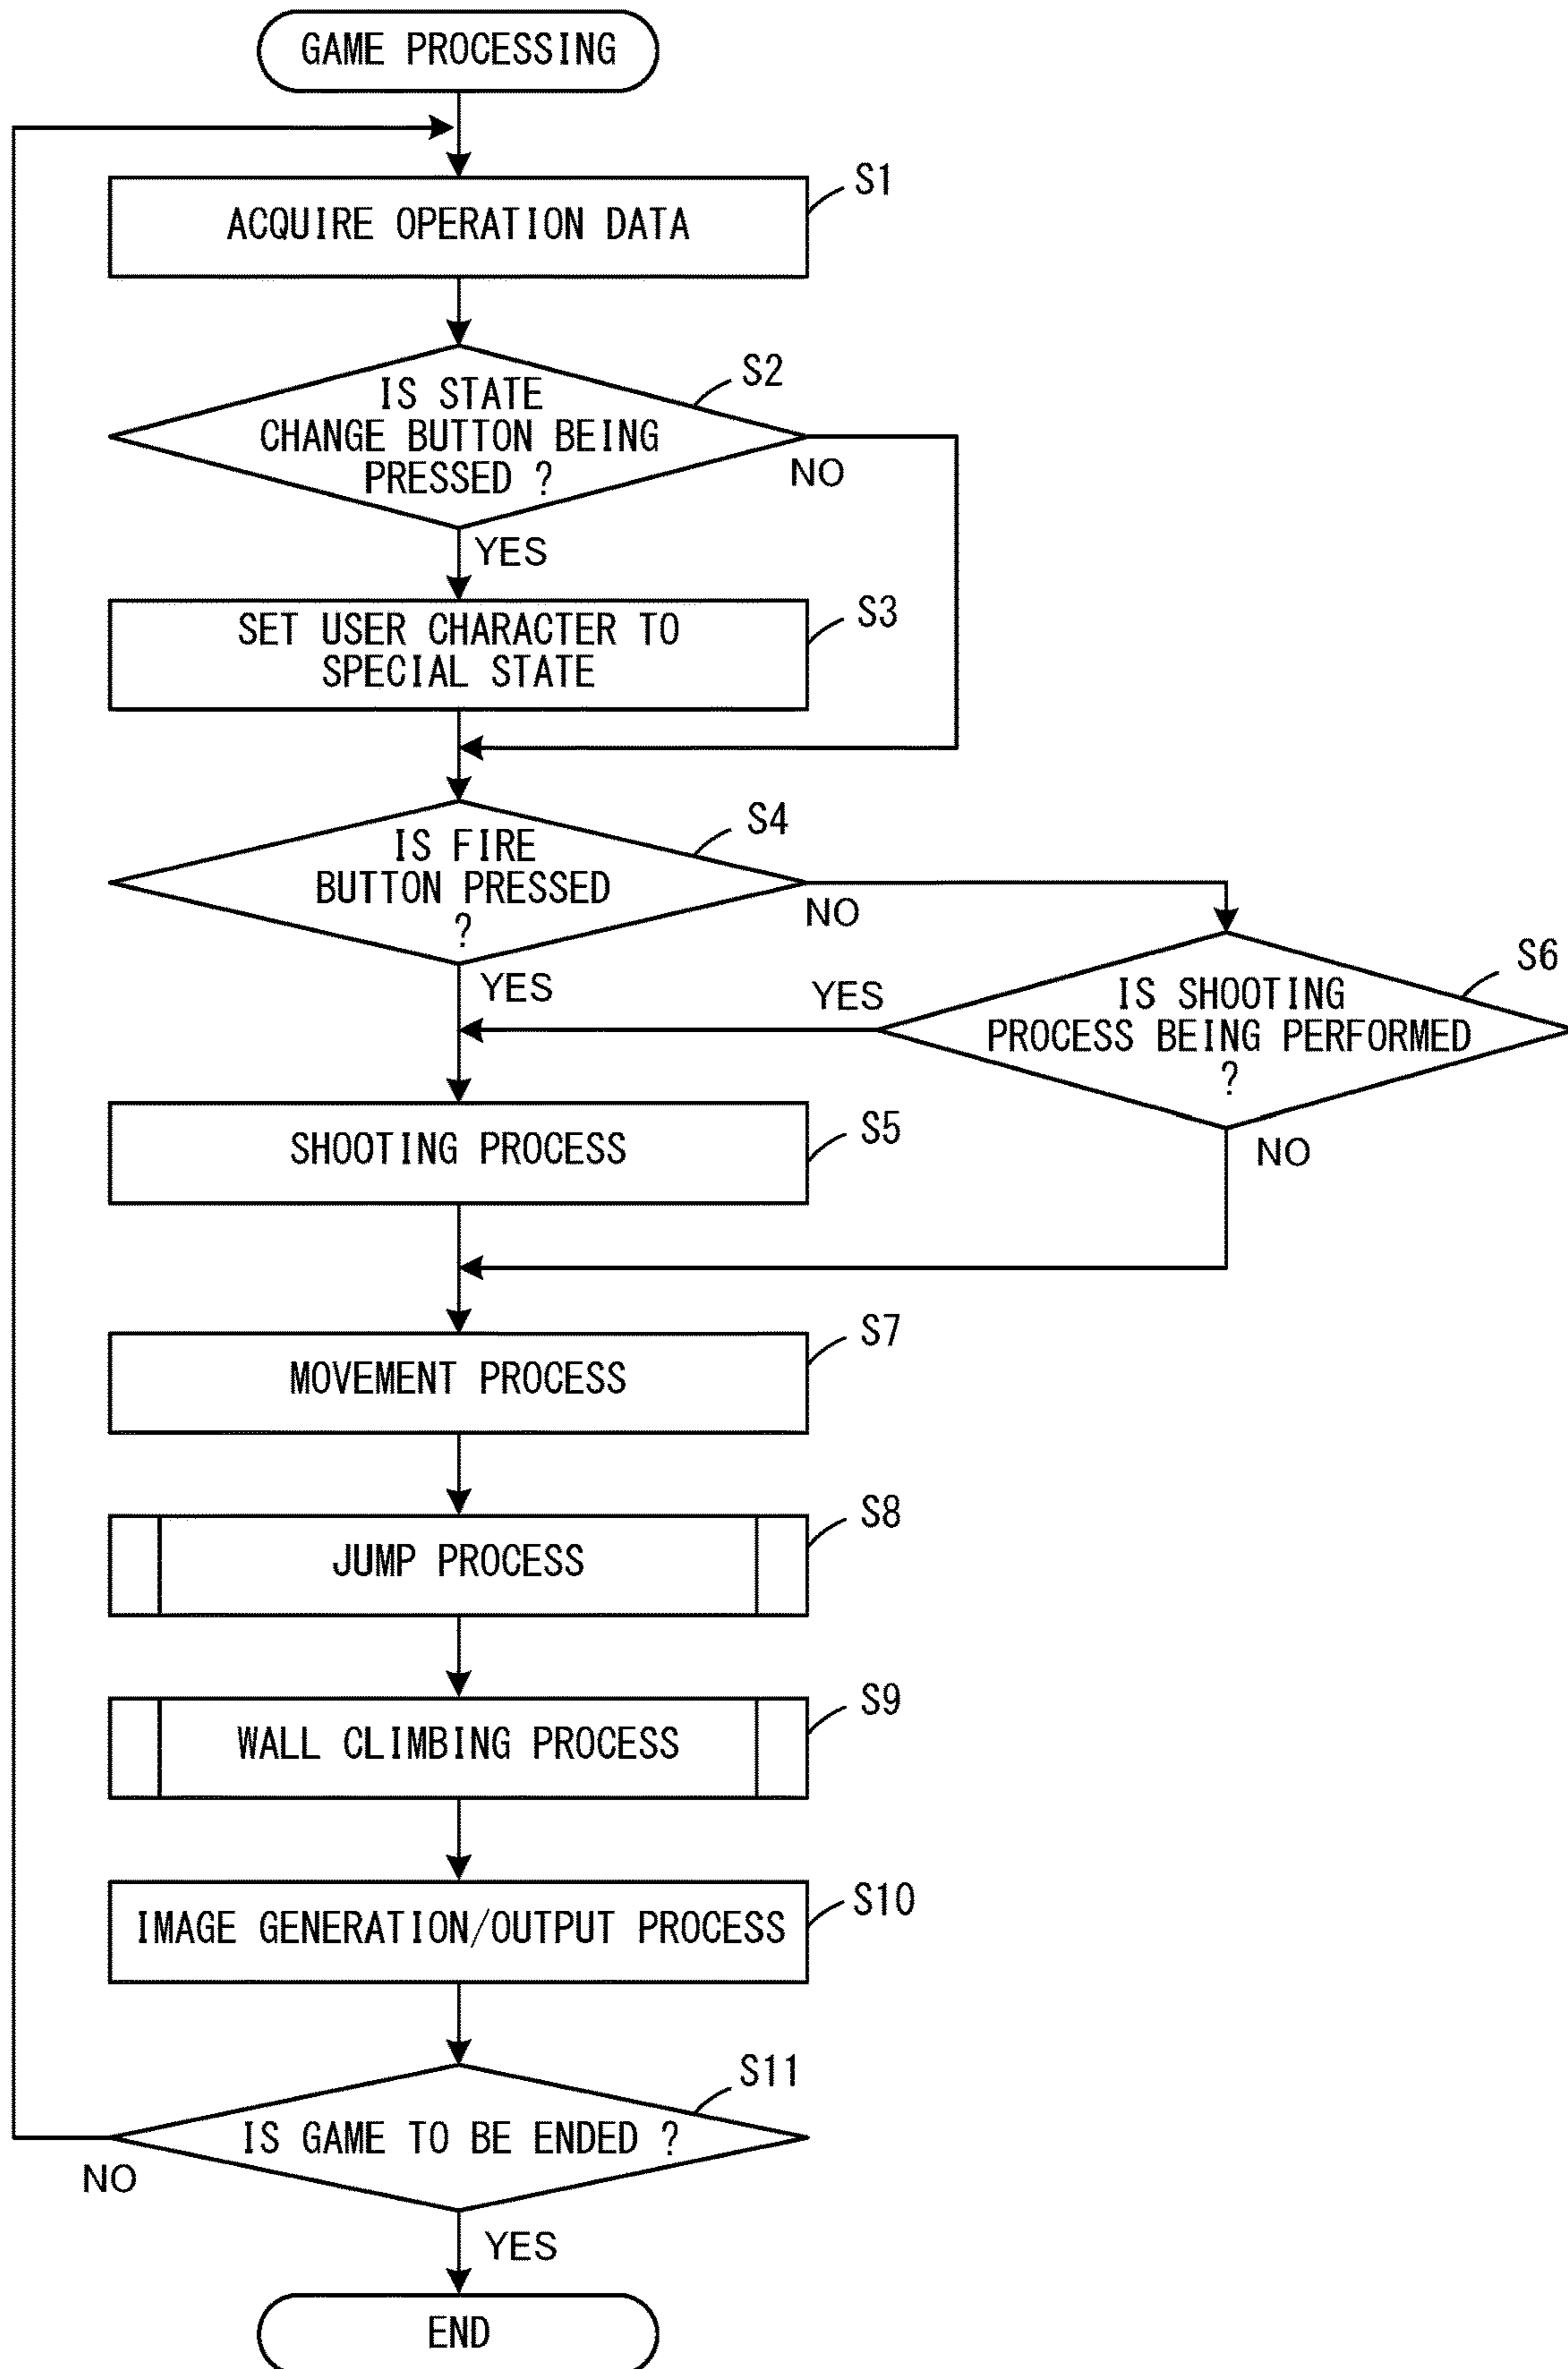 GAME PROCESSING
S1
ACQUIRE OPERATION DATA
S2
IS STATE
CHANGE BUTTON BEING
PRESSED ?
NO
YES
S3
SET USER CHARACTER TO
SPECIAL STATE
S4
IS FIRE
BUTTON PRESSED
?
NO
YES
S6
IS SHOOTING
PROCESS BEING PERFORMED
?
YES
NO
S5
SHOOTING PROCESS
S7
MOVEMENT PROCESS
S8
JUMP PROCESS
S9
WALL CLIMBING PROCESS
S10
IMAGE GENERATION/OUTPUT PROCESS
S11
IS GAME TO BE ENDED ?
NO
YES
END